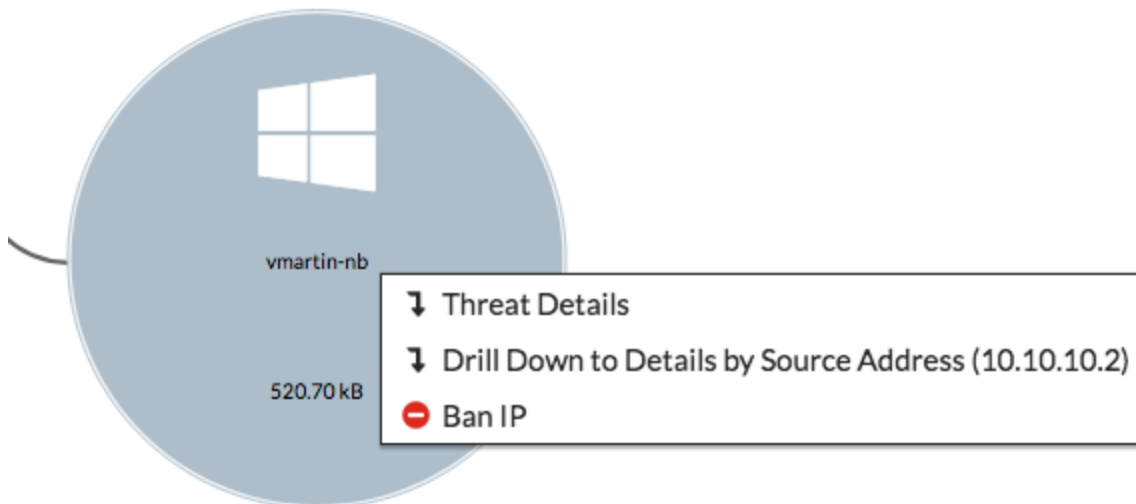 vmartin-nb
520.70 kB
Threat Details
Drill Down to Details by Source Address (10.10.10.2)
Ban IP